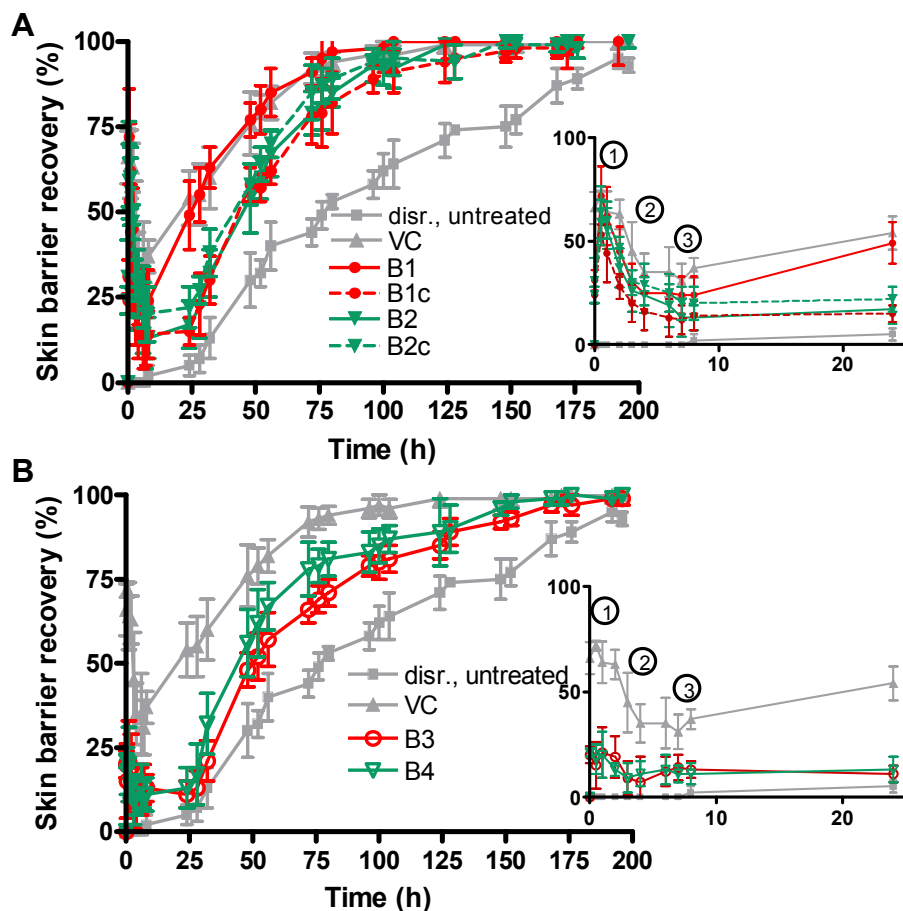 A
Skin barrier recovery (%)
100
75
50
25
0
0 25 50 75 100 125 150 175 200
Time (h)
disr., untreated
VC
B1
B1c
B2
B2c
100
50
0
0 10 20
1
2
3
B
Skin barrier recovery (%)
100
75
50
25
0
0 25 50 75 100 125 150 175 200
Time (h)
disr., untreated
VC
B3
B4
100
50
0
0 10 20
1
2
3